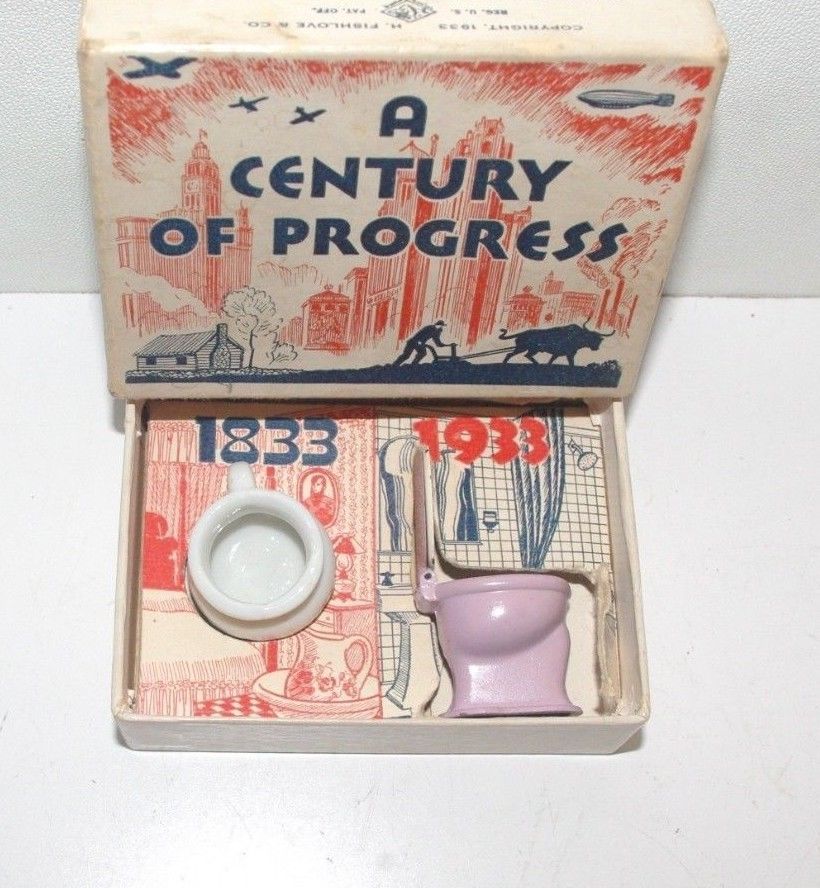 COPYRIGHT, 1933 H. FISHLOVE & CO.
REG. U. S. PAT. OFF.
A
CENTURY
OF PROGRESS
1833 1933